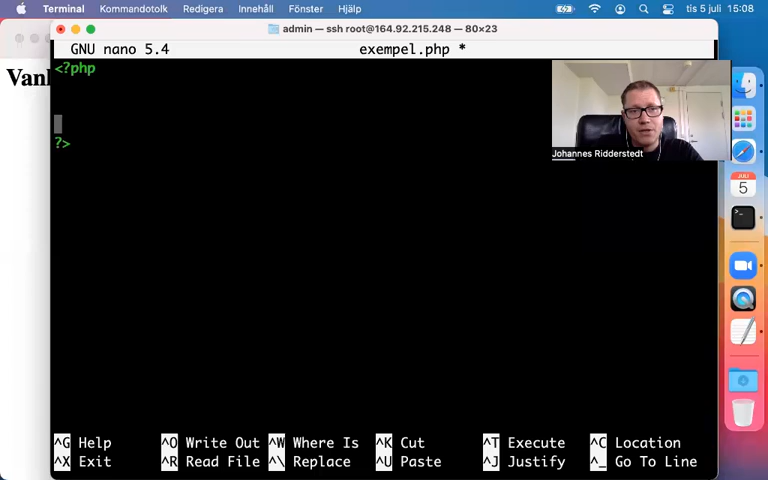 Terminal Kommandotolk Redigera Innehåll Fönster Hjälp tis 5 juli 15:08
admin — ssh root@164.92.215.248 — 80×23
GNU nano 5.4 exempel.php *
<?php
?>
Johannes Ridderstedt
JULI
5
^G Help ^O Write Out ^W Where Is ^K Cut ^T Execute ^C Location
^X Exit ^R Read File ^\ Replace ^U Paste ^J Justify ^_ Go To Line